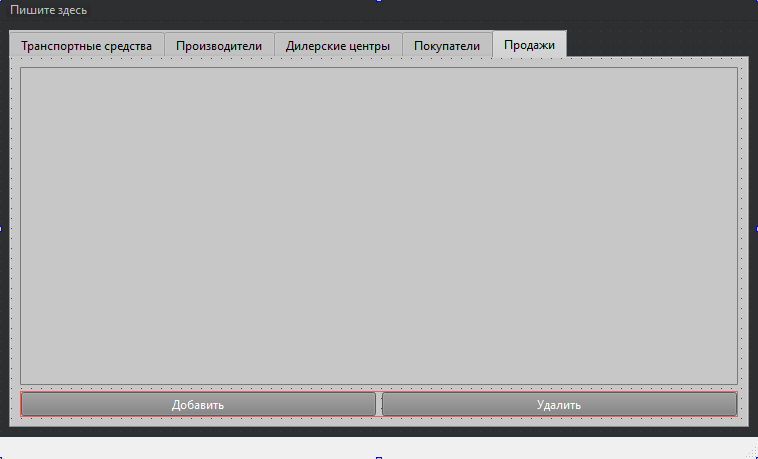 Пишите здесь
Транспортные средства Производители Дилерские центры Покупатели Продажи
Добавить Удалить